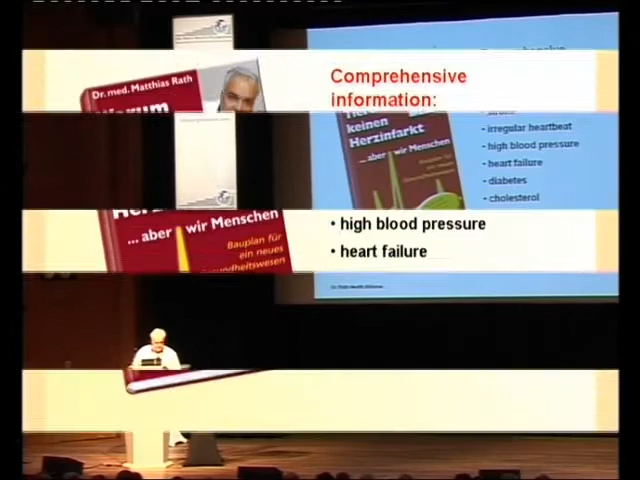 Dr. med. Matthias Rath
Warum
Comprehensive
information:
keinen
Herzinfarkt
... aber wir Menschen
• irregular heartbeat
• high blood pressure
• heart failure
• diabetes
• cholesterol
... aber wir Menschen
Bauplan für
ein neues
• high blood pressure
• heart failure